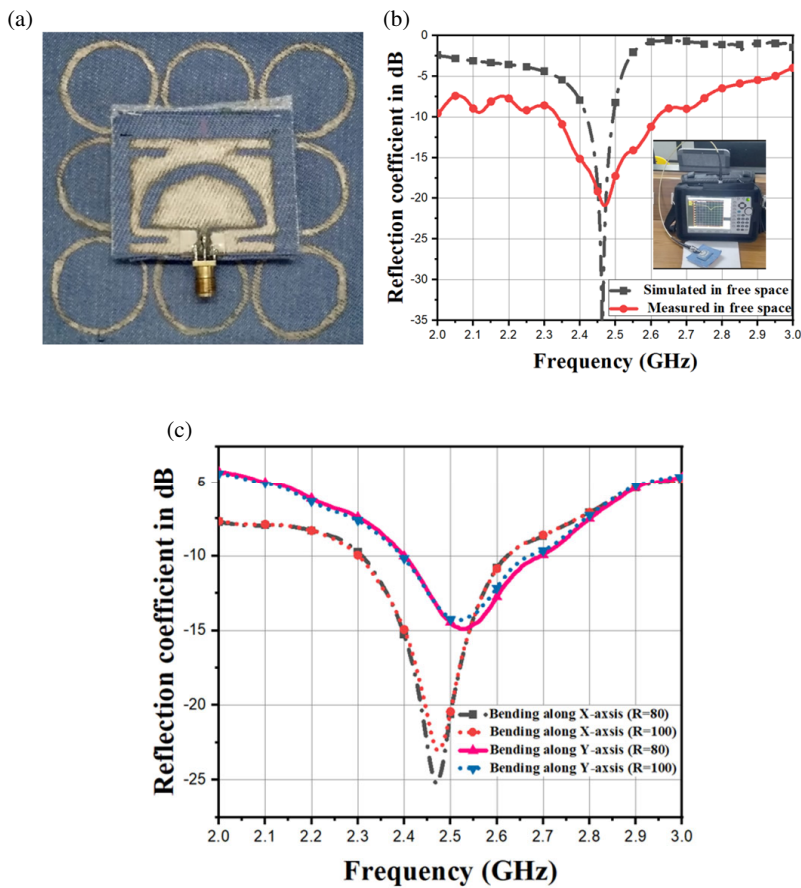 (a)
(b)
Reflection coefficient in dB
0
-5
-10
-15
-20
-25
-30
-35
Simulated in free space
Measured in free space
2.0 2.1 2.2 2.3 2.4 2.5 2.6 2.7 2.8 2.9 3.0
Frequency (GHz)
(c)
Reflection coefficient in dB
6
-10
-15
-20
-25
Bending along X-axsis (R=80)
Bending along X-axsis (R=100)
Bending along Y-axsis (R=80)
Bending along Y-axsis (R=100)
2.0 2.1 2.2 2.3 2.4 2.5 2.6 2.7 2.8 2.9 3.0
Frequency (GHz)